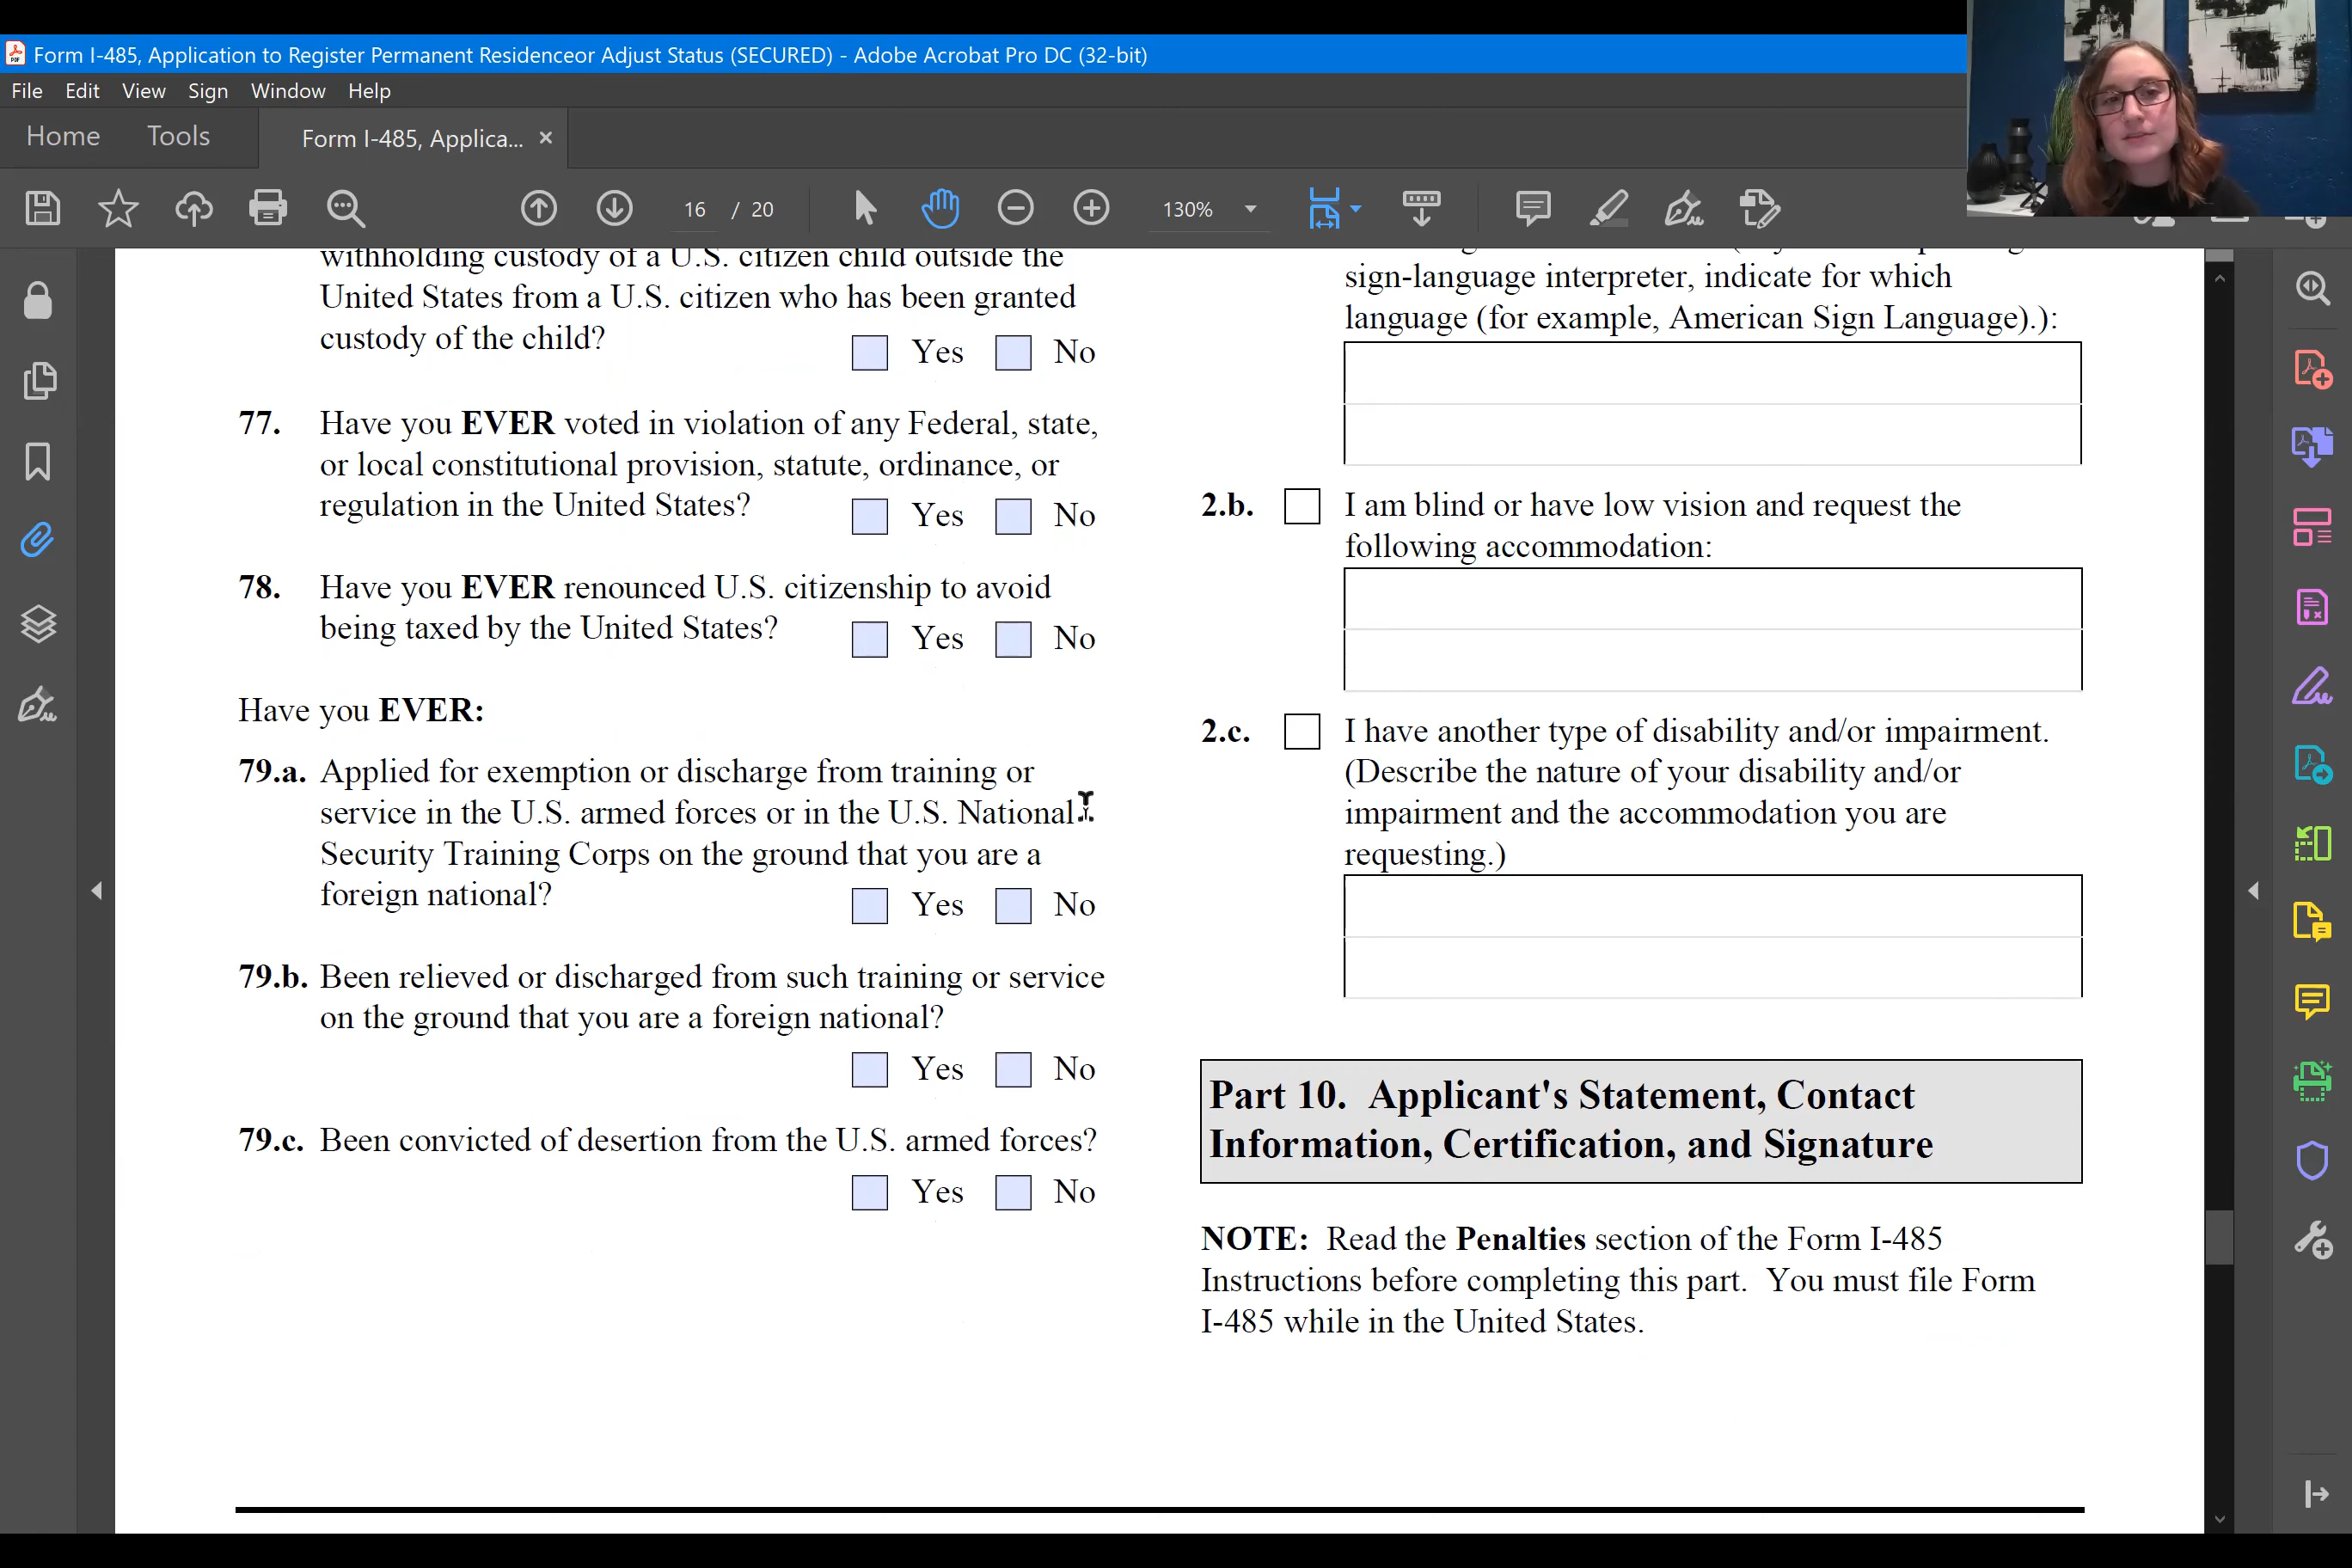 Form I-485, Application to Register Permanent Residenceor Adjust Status (SECURED) - Adobe Acrobat Pro DC (32-bit)
File Edit View Sign Window Help
Home Tools Form I-485, Applica... ×
16 / 20 130%
withholding custody of a U.S. citizen child outside the
United States from a U.S. citizen who has been granted
custody of the child?
Yes No
77. Have you EVER voted in violation of any Federal, state,
or local constitutional provision, statute, ordinance, or
regulation in the United States?
Yes No
78. Have you EVER renounced U.S. citizenship to avoid
being taxed by the United States?
Yes No
Have you EVER:
79.a. Applied for exemption or discharge from training or
service in the U.S. armed forces or in the U.S. National
Security Training Corps on the ground that you are a
foreign national?
Yes No
79.b. Been relieved or discharged from such training or service
on the ground that you are a foreign national?
Yes No
79.c. Been convicted of desertion from the U.S. armed forces?
Yes No
sign-language interpreter, indicate for which
language (for example, American Sign Language).):
2.b. I am blind or have low vision and request the
following accommodation:
2.c. I have another type of disability and/or impairment.
(Describe the nature of your disability and/or
impairment and the accommodation you are
requesting.)
Part 10. Applicant's Statement, Contact
Information, Certification, and Signature
NOTE: Read the Penalties section of the Form I-485
Instructions before completing this part. You must file Form
I-485 while in the United States.